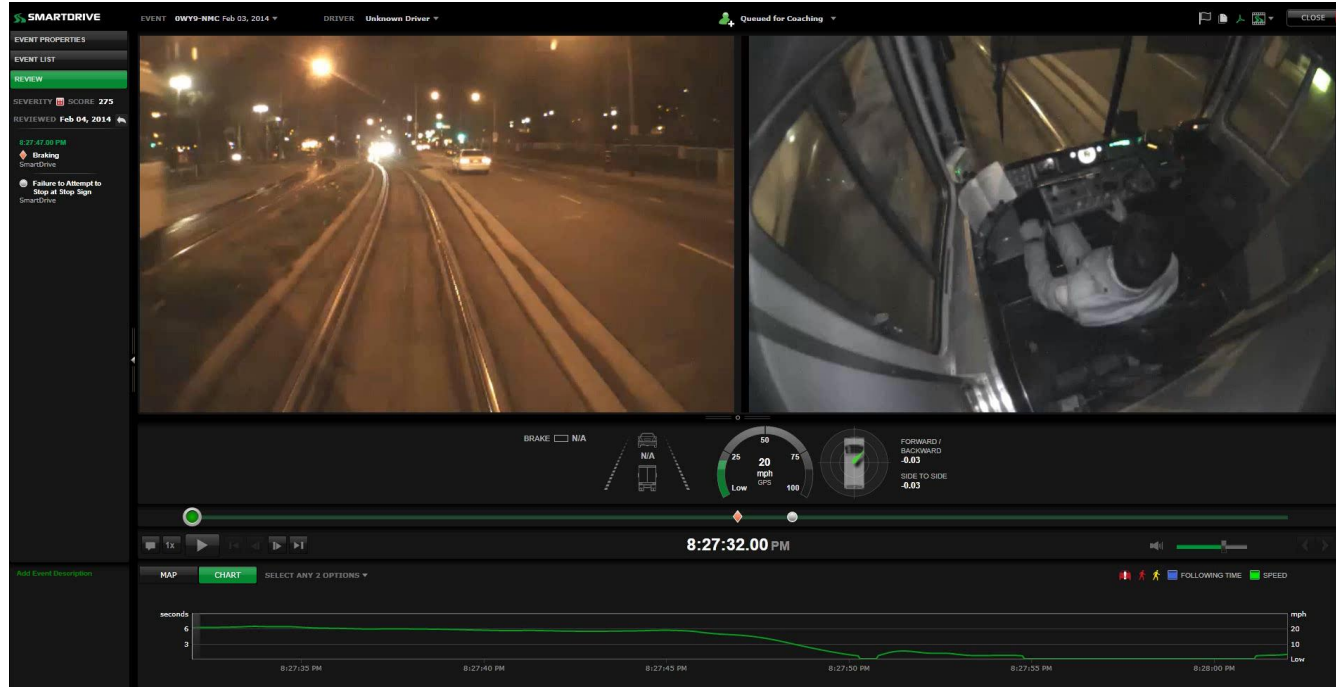 SMARTDRIVE
EVENT 0WY9-NMC Feb 03, 2014
DRIVER Unknown Driver
Queued for Coaching
CLOSE
EVENT PROPERTIES
EVENT LIST
REVIEW
SEVERITY SCORE 275
REVIEWED Feb 04, 2014
8:27:47.00 PM
Braking
SmartDrive
Failure to Attempt to
Stop at Stop Sign
SmartDrive
BRAKE N/A
N/A
50
25
75
20
mph
GPS
Low
100
FORWARD /
BACKWARD
-0.03
SIDE TO SIDE
-0.03
1x
8:27:32.00 PM
Add Event Description
MAP
CHART
SELECT ANY 2 OPTIONS
FOLLOWING TIME
SPEED
seconds
mph
6
20
3
10
Low
8:27:35 PM
8:27:40 PM
8:27:45 PM
8:27:50 PM
8:27:55 PM
8:28:00 PM